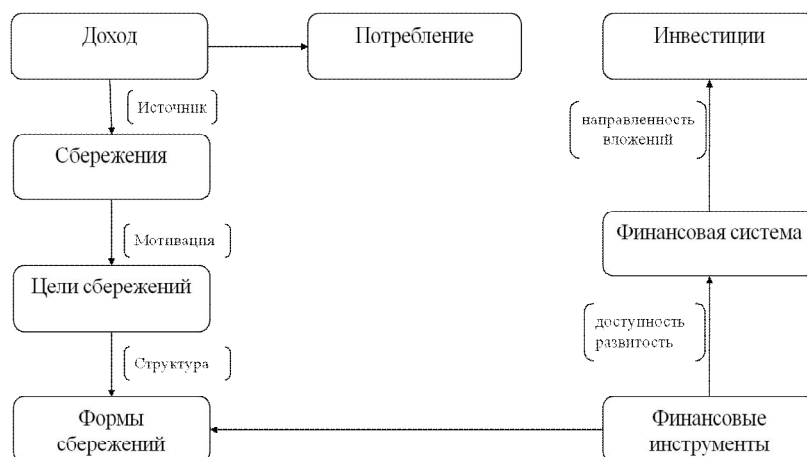 Доход
Потребление
Инвестиции
Источник
направленность
вложений
Сбережения
Мотивация
Финансовая система
Цели сбережений
доступность
развитость
Структура
Формы
сбережений
Финансовые
инструменты